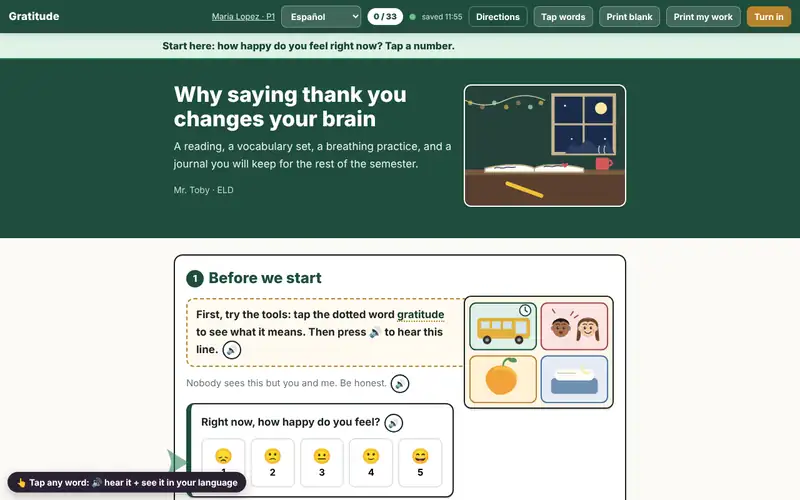 Gratitude
Maria Lopez · P1
Español
0 / 33
saved 11:55
Directions
Tap words
Print blank
Print my work
Turn in
Start here: how happy do you feel right now? Tap a number.
Why saying thank you
changes your brain
A reading, a vocabulary set, a breathing practice, and a
journal you will keep for the rest of the semester.
Mr. Toby · ELD
1 Before we start
First, try the tools: tap the dotted word gratitude
to see what it means. Then press 🔊 to hear this
line. 🔊
Nobody sees this but you and me. Be honest. 🔊
Right now, how happy do you feel? 🔊
1
2
3
4
5
👆 Tap any word: 🔊 hear it + see it in your language